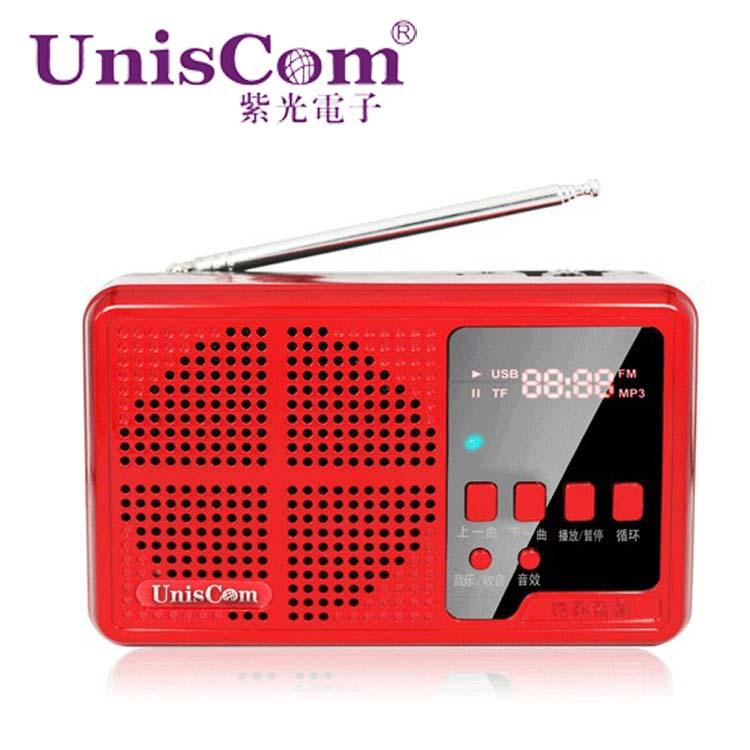 UnisCom®
紫光電子
▶ USB 88:88 FM
II TF MP3
上一曲 下一曲 播放/暂停 循环
音乐/收音 音效
UnisCom